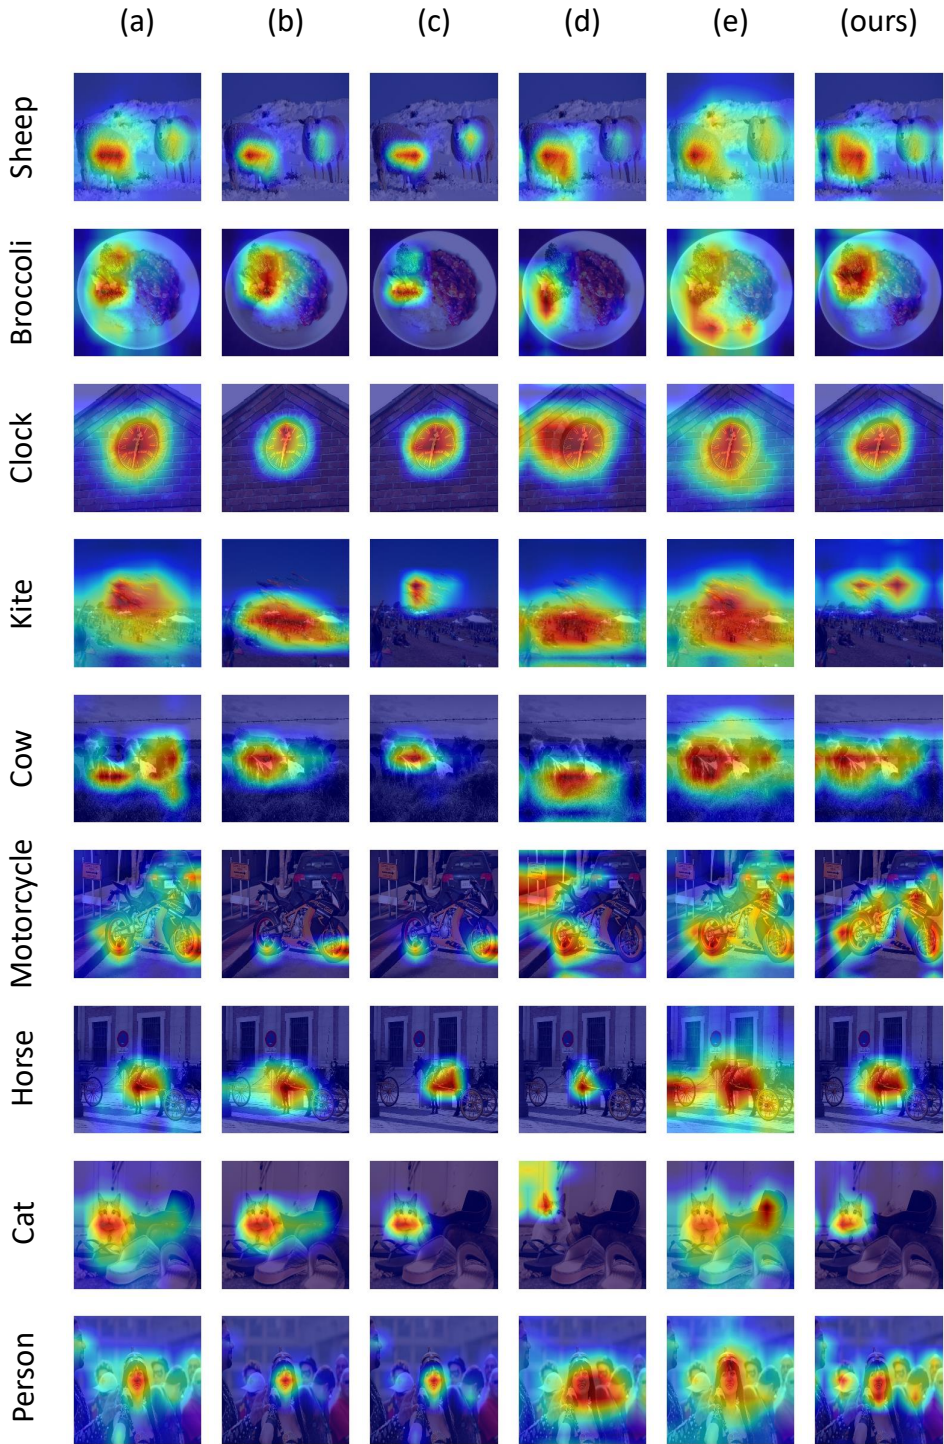 (a) (b) (c) (d) (e) (ours)
Sheep
Broccoli
Clock
Kite
Cow
Motorcycle
Horse
Cat
Person